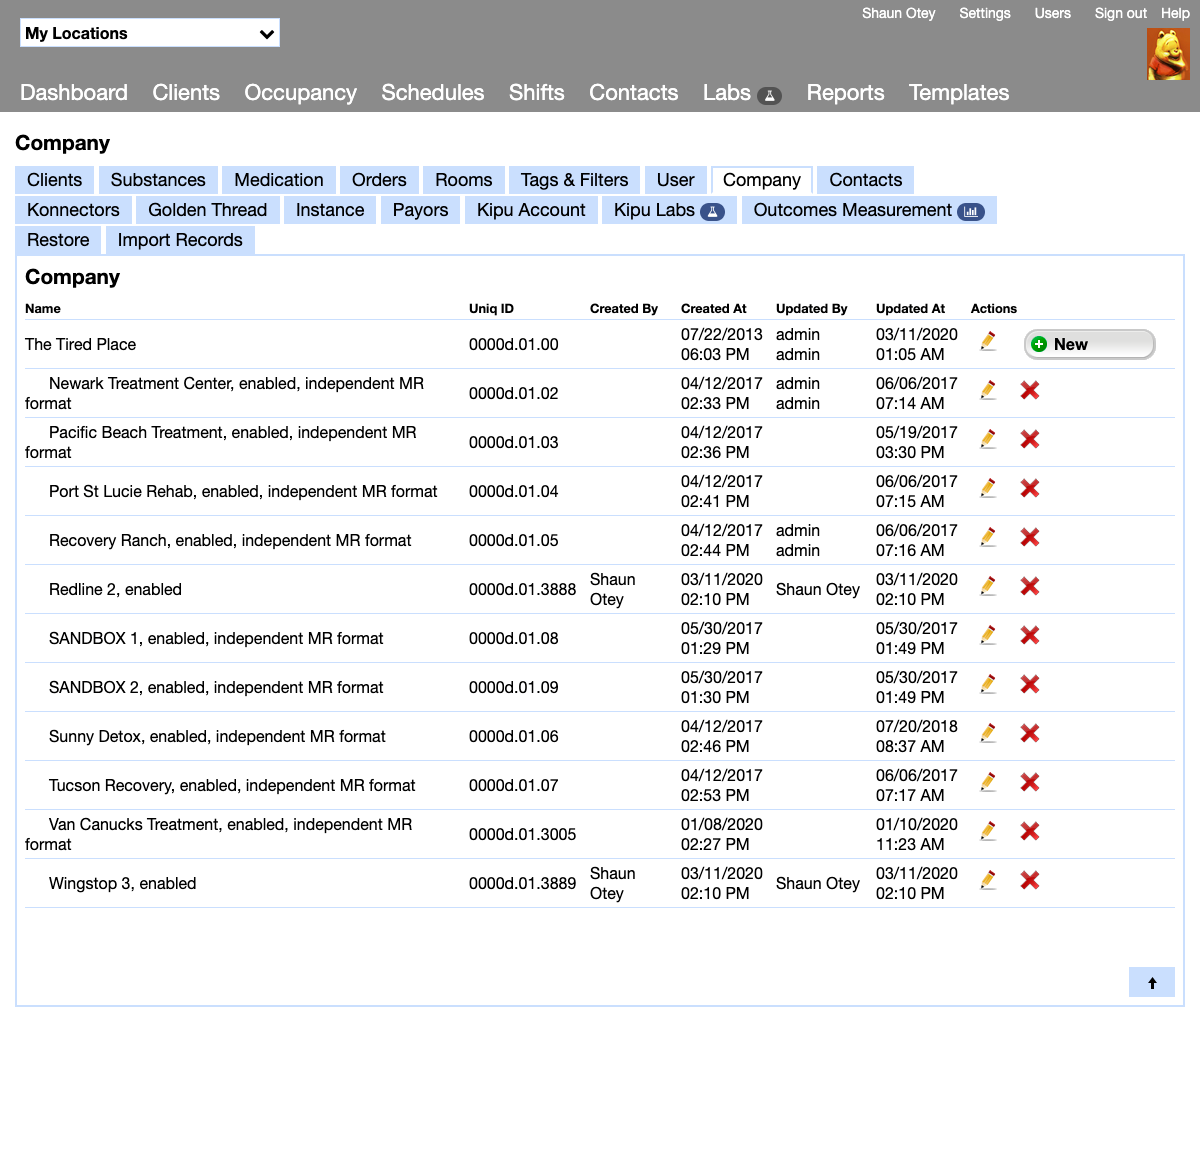 Shaun Otey Settings Users Sign out Help
My Locations
Dashboard Clients Occupancy Schedules Shifts Contacts Labs Reports Templates
Company
Clients Substances Medication Orders Rooms Tags & Filters User Company Contacts
Konnectors Golden Thread Instance Payors Kipu Account Kipu Labs Outcomes Measurement
Restore Import Records
Company
Name Uniq ID Created By Created At Updated By Updated At Actions
The Tired Place 0000d.01.00 07/22/2013 06:03 PM admin admin 03/11/2020 01:05 AM New
Newark Treatment Center, enabled, independent MR format 0000d.01.02 04/12/2017 02:33 PM admin admin 06/06/2017 07:14 AM
Pacific Beach Treatment, enabled, independent MR format 0000d.01.03 04/12/2017 02:36 PM 05/19/2017 03:30 PM
Port St Lucie Rehab, enabled, independent MR format 0000d.01.04 04/12/2017 02:41 PM 06/06/2017 07:15 AM
Recovery Ranch, enabled, independent MR format 0000d.01.05 04/12/2017 02:44 PM admin admin 06/06/2017 07:16 AM
Redline 2, enabled 0000d.01.3888 Shaun Otey 03/11/2020 02:10 PM Shaun Otey 03/11/2020 02:10 PM
SANDBOX 1, enabled, independent MR format 0000d.01.08 05/30/2017 01:29 PM 05/30/2017 01:49 PM
SANDBOX 2, enabled, independent MR format 0000d.01.09 05/30/2017 01:30 PM 05/30/2017 01:49 PM
Sunny Detox, enabled, independent MR format 0000d.01.06 04/12/2017 02:46 PM 07/20/2018 08:37 AM
Tucson Recovery, enabled, independent MR format 0000d.01.07 04/12/2017 02:53 PM 06/06/2017 07:17 AM
Van Canucks Treatment, enabled, independent MR format 0000d.01.3005 01/08/2020 02:27 PM 01/10/2020 11:23 AM
Wingstop 3, enabled 0000d.01.3889 Shaun Otey 03/11/2020 02:10 PM Shaun Otey 03/11/2020 02:10 PM